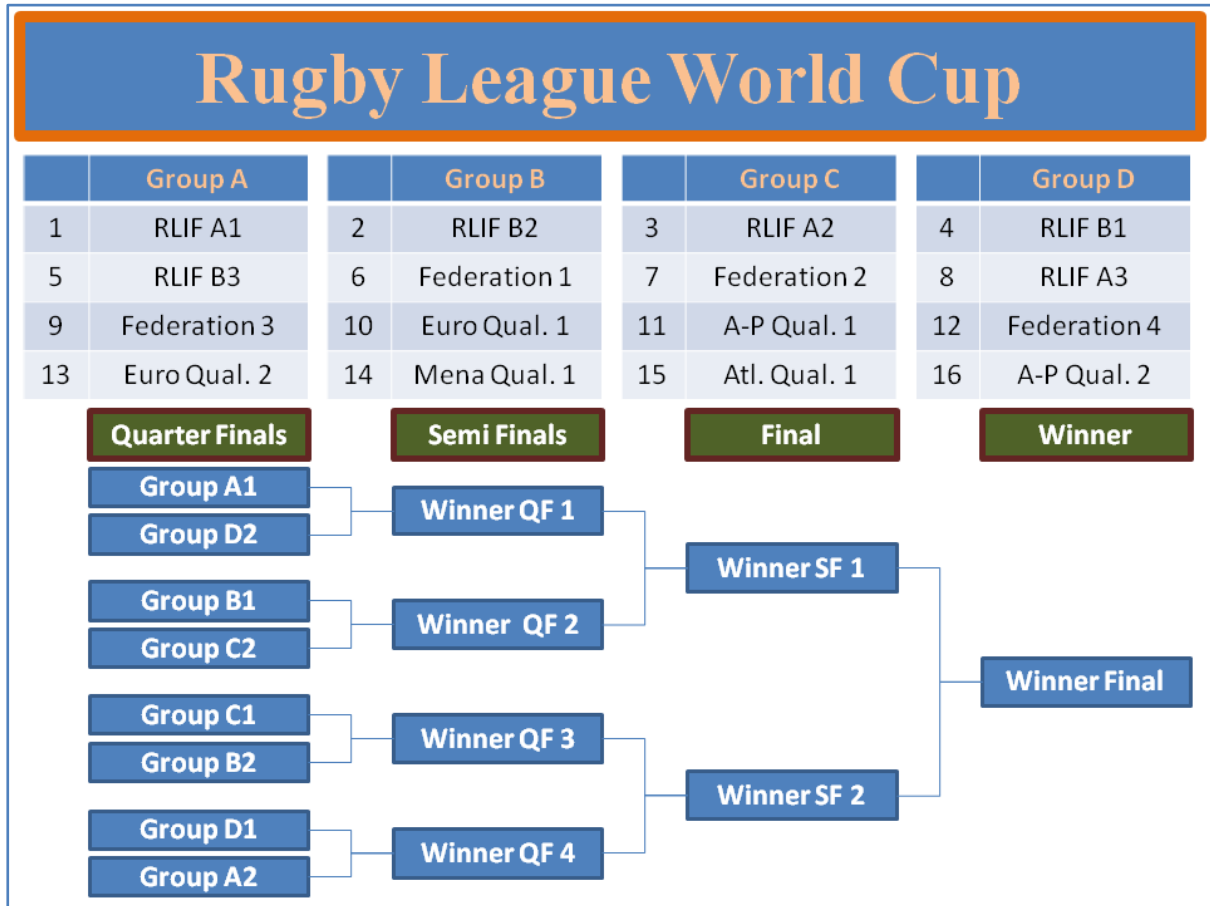 Rugby League World Cup
Group A Group B Group C Group D
1 RLIF A1 2 RLIF B2 3 RLIF A2 4 RLIF B1
5 RLIF B3 6 Federation 1 7 Federation 2 8 RLIF A3
9 Federation 3 10 Euro Qual. 1 11 A-P Qual. 1 12 Federation 4
13 Euro Qual. 2 14 Mena Qual. 1 15 Atl. Qual. 1 16 A-P Qual. 2
Quarter Finals Semi Finals Final Winner
Group A1
Group D2
Winner QF 1
Group B1
Group C2
Winner QF 2
Winner SF 1
Group C1
Group B2
Winner QF 3
Group D1
Group A2
Winner QF 4
Winner SF 2
Winner Final